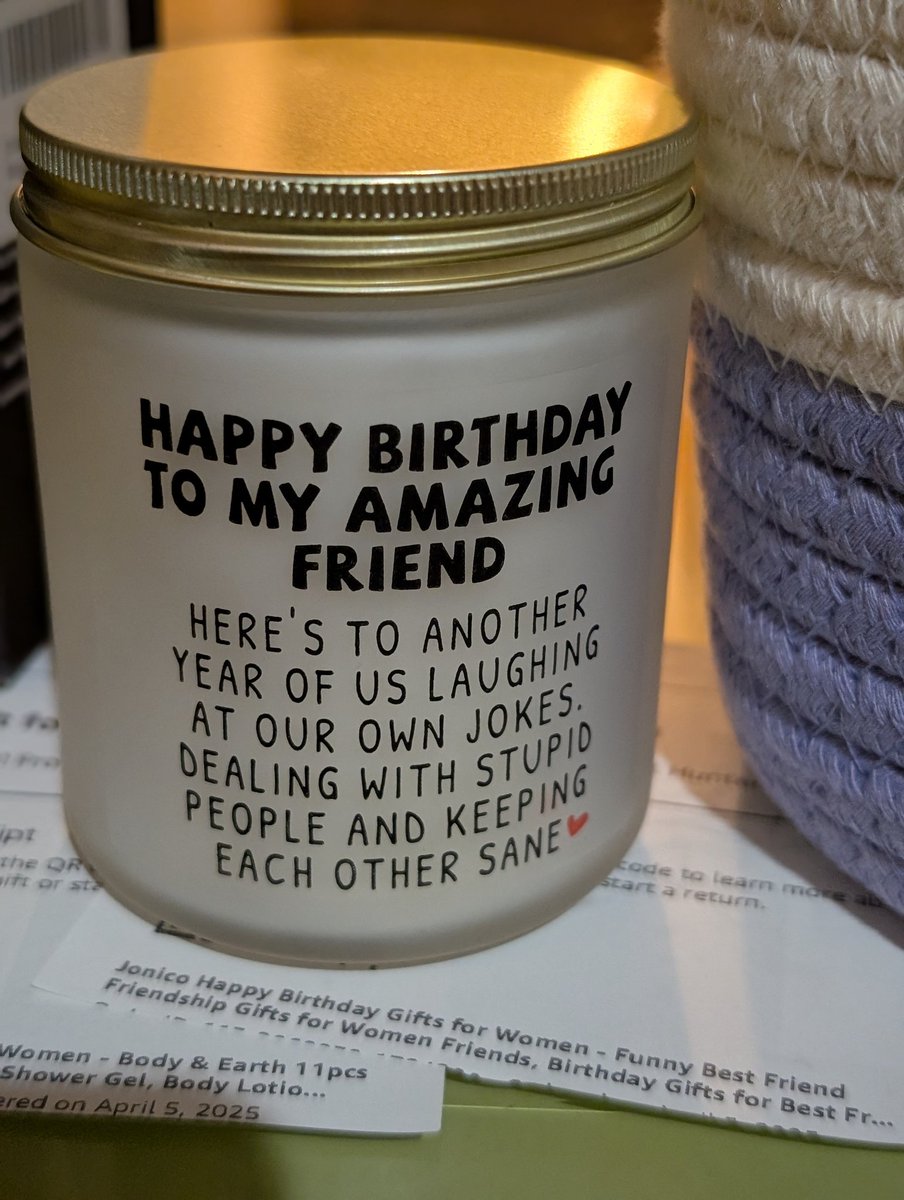 HAPPY BIRTHDAY
TO MY AMAZING
FRIEND
HERE'S TO ANOTHER
YEAR OF US LAUGHING
AT OUR OWN JOKES.
DEALING WITH STUPID
PEOPLE AND KEEPING
EACH OTHER SANE
the QR
code to learn more
start a return.
Jonico Happy Birthday Gifts for Women - Funny Best Friend
Friendship Gifts for Women Friends, Birthday Gifts for Best Fr...
Women - Body & Earth 11pcs
Shower Gel, Body Lotio...
ered on April 5, 2025